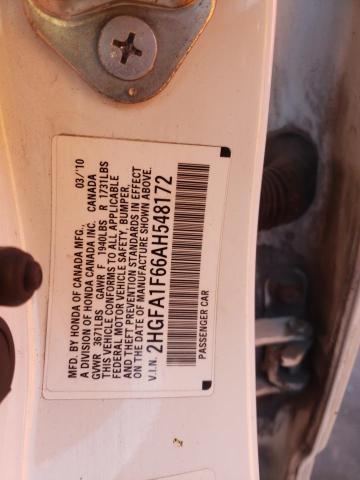 MFD. BY HONDA OF CANADA MFG. 03/'10
A DIVISION OF HONDA CANADA INC. CANADA
GVWR 3671LBS GAWR F 1940LBS R 1731LBS
THIS VEHICLE CONFORMS TO ALL APPLICABLE
FEDERAL MOTOR VEHICLE SAFETY, BUMPER,
AND THEFT PREVENTION STANDARDS IN EFFECT
ON THE DATE OF MANUFACTURE SHOWN ABOVE.
V.I.N. 2HGFA1F66AH548172
PASSENGER CAR